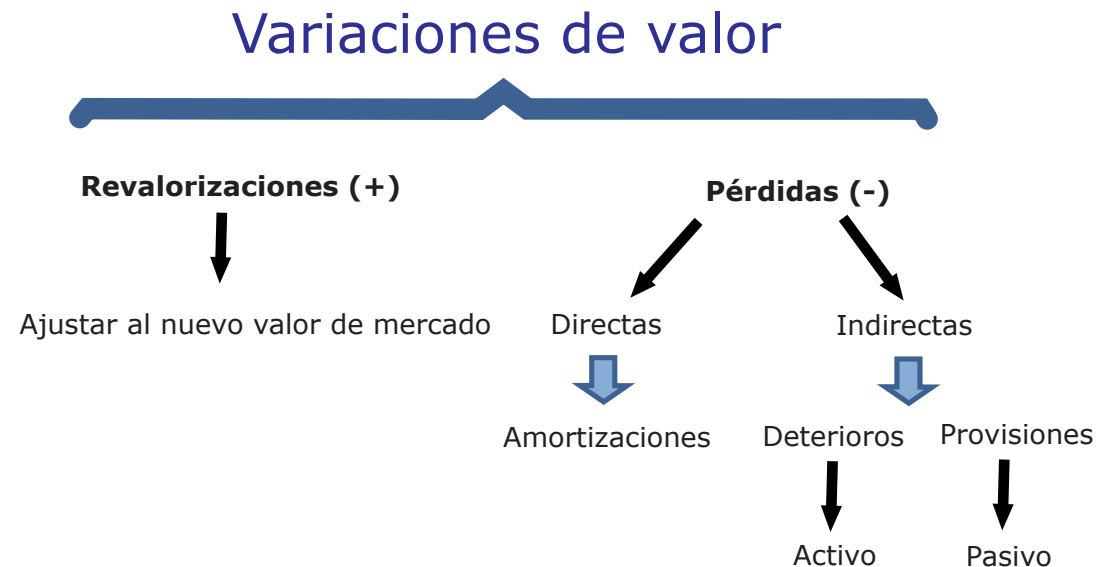 Variaciones de valor
Revalorizaciones (+)
Pérdidas (-)
Ajustar al nuevo valor de mercado
Directas
Indirectas
Amortizaciones
Deterioros
Provisiones
Activo
Pasivo